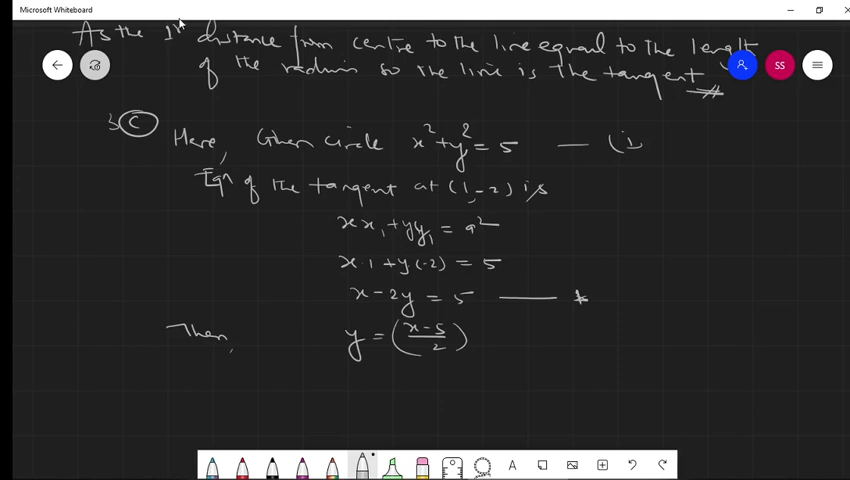 Microsoft Whiteboard
As the 1r distance from centre to the line equal to the length
of the radius so the line is the tangent
SS
3 C
Here, Given circle x² + y² = 5 — (i
Eqn of the tangent at (1, -2) is
xx₁ + yy₁ = a²
x·1 + y(-2) = 5
x - 2y = 5 — *
Then, y = (x-5/2)